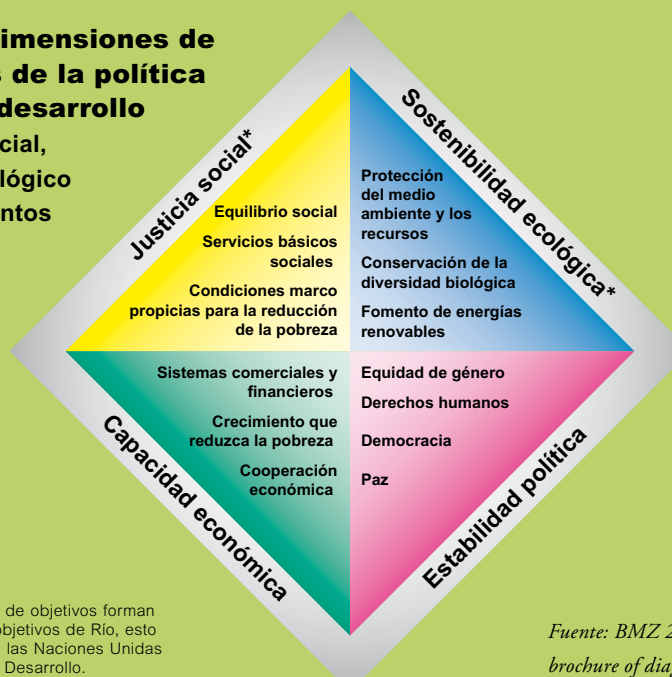 imensiones de
de la política
desarrollo
cial,
lógico
ntos
Justicia social*
Equilibrio social
Servicios básicos
sociales
Condiciones marco
propicias para la reducción
de la pobreza
Sostenibilidad ecológica*
Protección
del medio
ambiente y los
recursos
Conservación de la
diversidad biológica
Fomento de energías
renovables
Capacidad económica
Sistemas comerciales y
financieros
Crecimiento que
reduzca la pobreza
Cooperación
económica
Estabilidad política
Equidad de género
Derechos humanos
Democracia
Paz
de objetivos forman
objetivos de Río, esto
las Naciones Unidas
Desarrollo.
Fuente: BMZ 2
brochure of dia